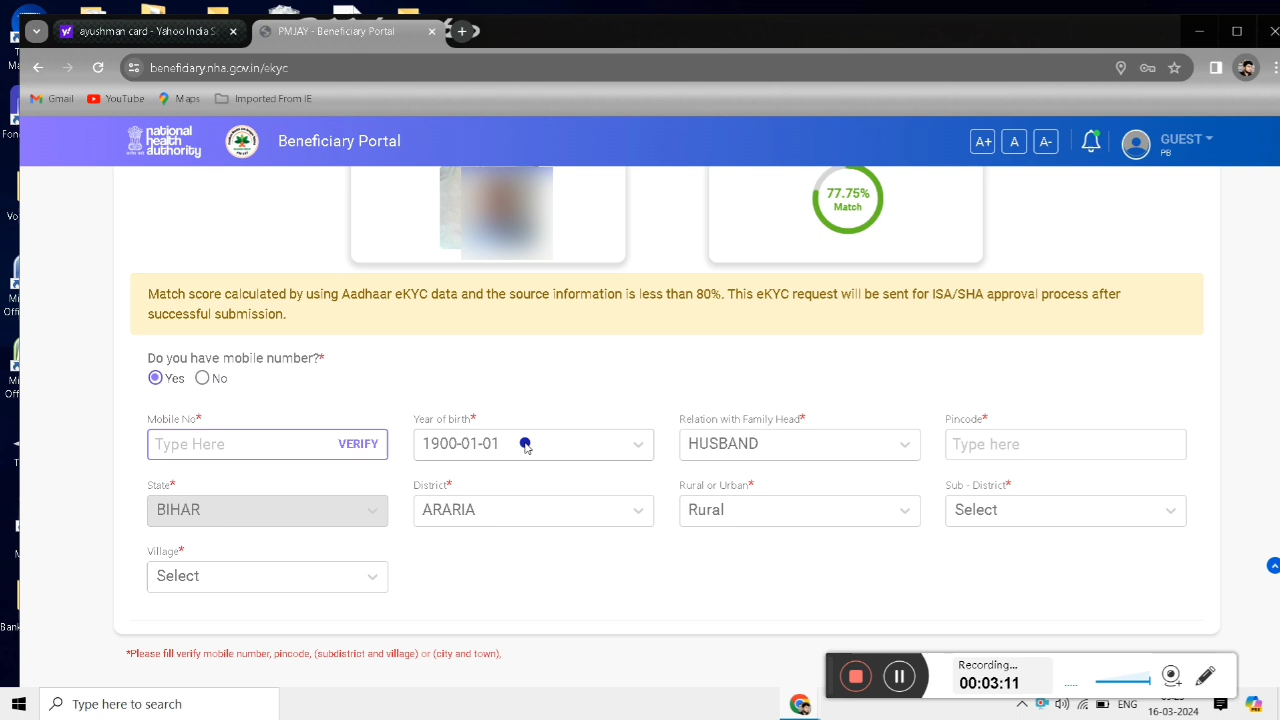 ayushman card - Yahoo India S
PMJAY - Beneficiary Portal
beneficiary.nha.gov.in/ekyc
Gmail
YouTube
Maps
Imported From IE
national
health
authority
Beneficiary Portal
A+
A
A-
GUEST
PB
77.75%
Match
Match score calculated by using Aadhaar eKYC data and the source information is less than 80%. This eKYC request will be sent for ISA/SHA approval process after
successful submission.
Do you have mobile number?*
Yes
No
Mobile No*
Year of birth*
Relation with Family Head*
Pincode*
Type Here
VERIFY
1900-01-01
HUSBAND
Type here
State*
District*
Rural or Urban*
Sub - District*
BIHAR
ARARIA
Rural
Select
Village*
Select
*Please fill verify mobile number, pincode, (subdistrict and village) or (city and town),
Recording...
00:03:11
Type here to search
ENG
16-03-2024